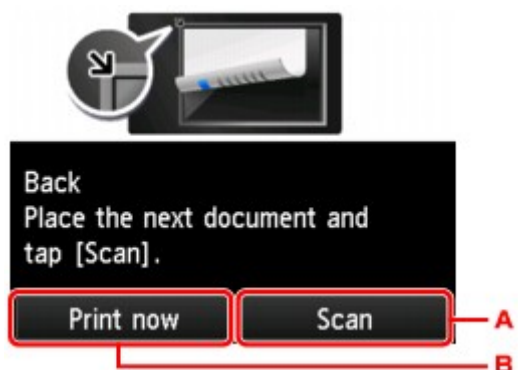 Back
Place the next document and
tap [Scan].
Print now Scan A
B